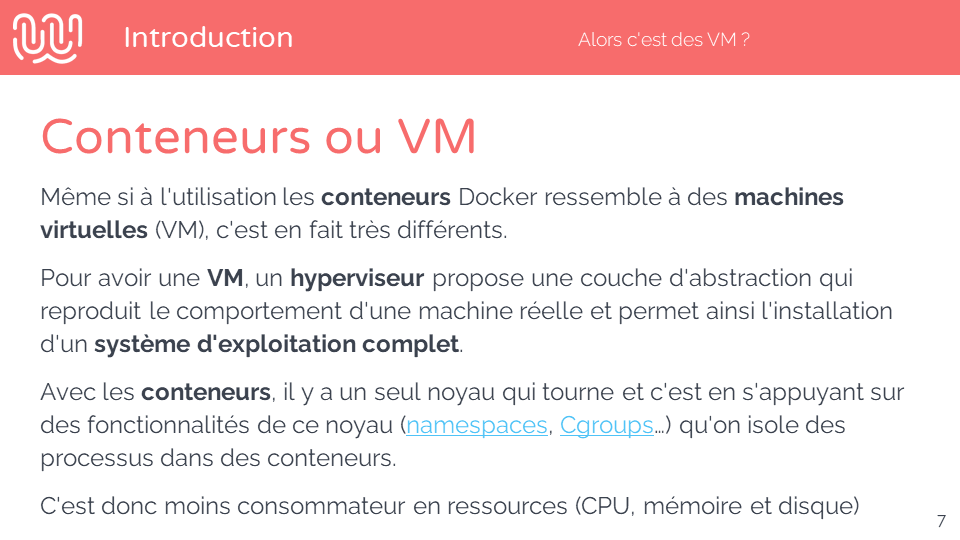 Introduction
Alors c'est des VM ?
Conteneurs ou VM
Même si à l'utilisation les conteneurs Docker ressemble à des machines
virtuelles (VM), c'est en fait très différents.
Pour avoir une VM, un hyperviseur propose une couche d'abstraction qui
reproduit le comportement d'une machine réelle et permet ainsi l'installation
d'un système d'exploitation complet.
Avec les conteneurs, il y a un seul noyau qui tourne et c'est en s'appuyant sur
des fonctionnalités de ce noyau (namespaces, Cgroups…) qu'on isole des
processus dans des conteneurs.
C'est donc moins consommateur en ressources (CPU, mémoire et disque)
7